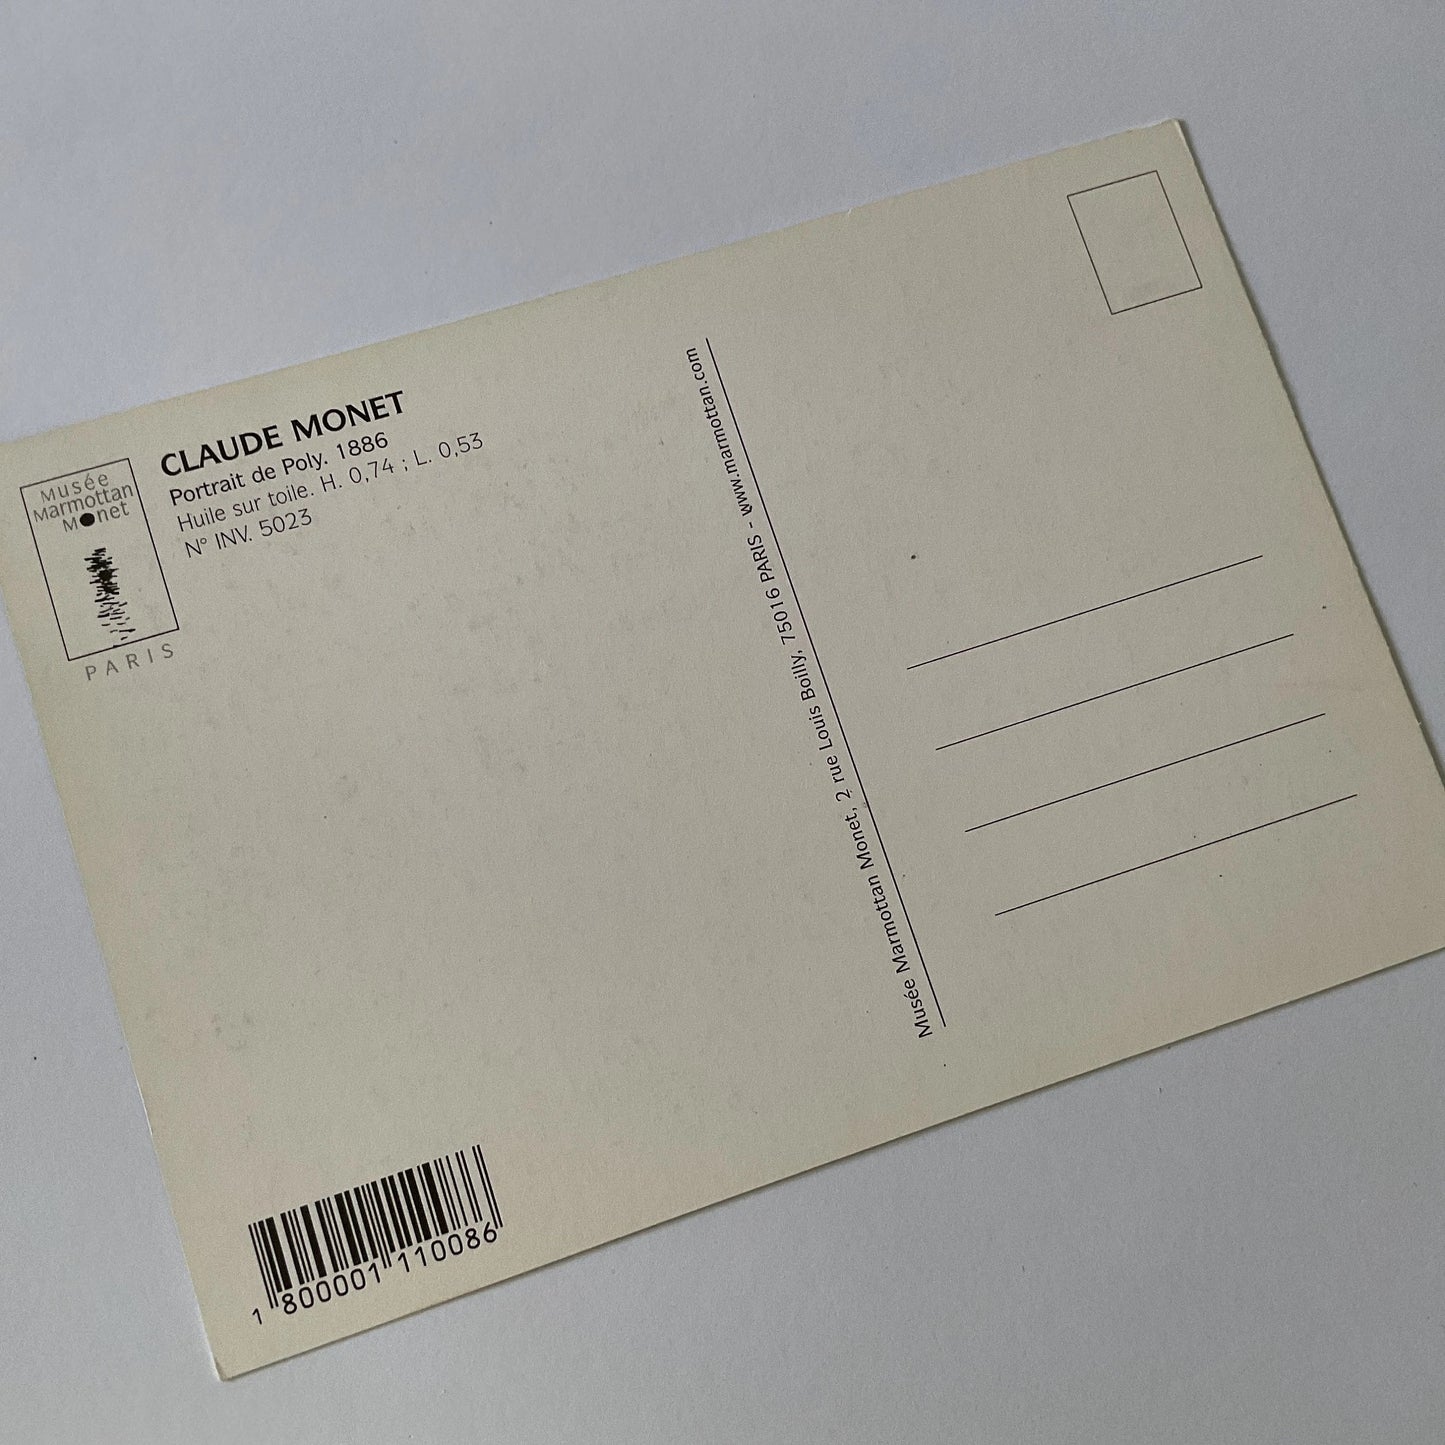 Musée
Marmottan
Monet
PARIS
CLAUDE MONET
Portrait de Poly. 1886
Huile sur toile. H. 0,74 ; L. 0,53
N° INV. 5023
Musée Marmottan Monet, 2, rue Louis Boilly, 75016 PARIS - www.marmottan.com
1 800001 110086